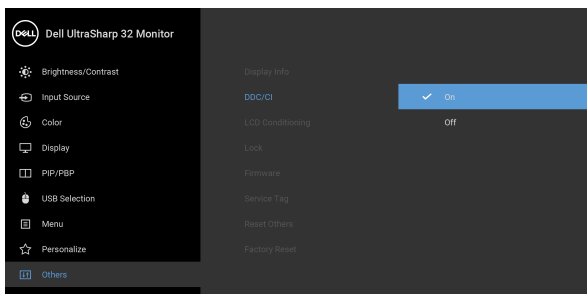 DELL Dell UltraSharp 32 Monitor
Brightness/Contrast
Input Source
Color
Display
PIP/PBP
USB Selection
Menu
Personalize
Others
Display Info
DDC/CI
LCD Conditioning
Lock
Firmware
Service Tag
Reset Others
Factory Reset
On
Off